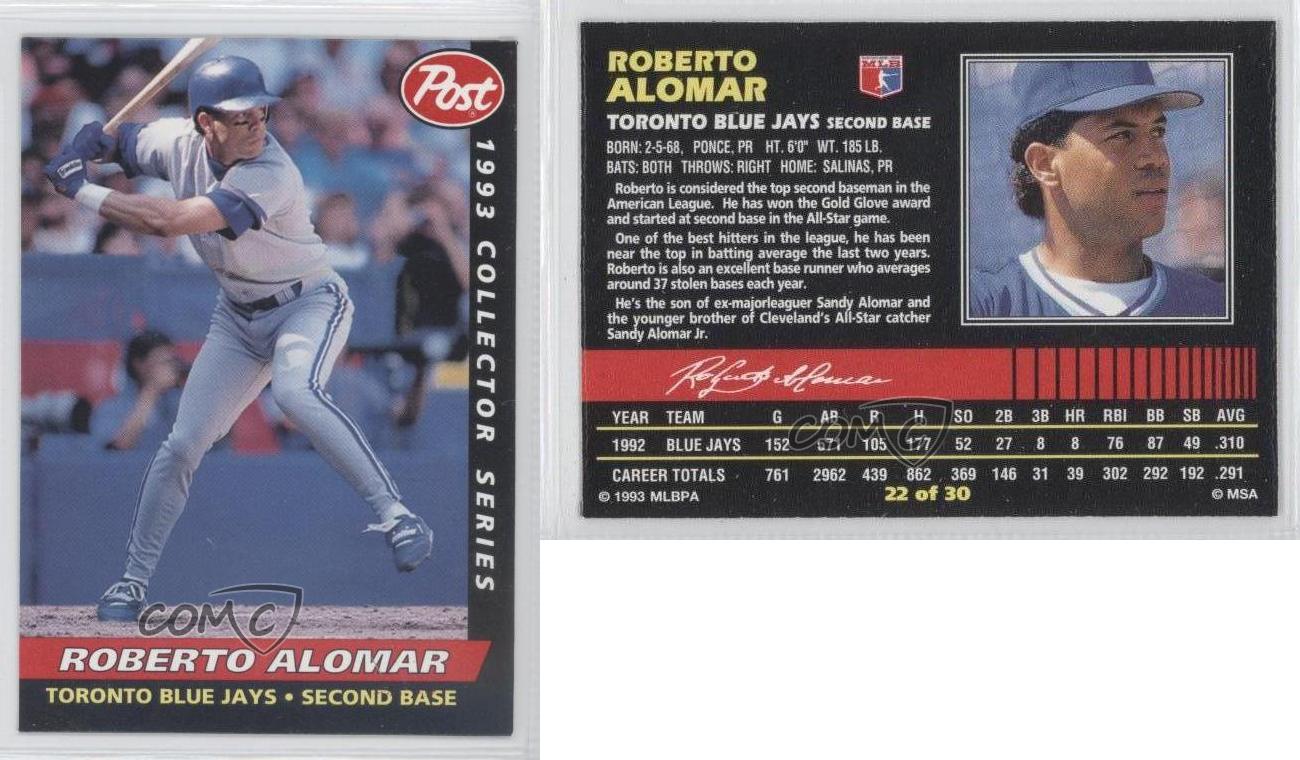 Post
1993 COLLECTOR SERIES
COMC
ROBERTO ALOMAR
TORONTO BLUE JAYS • SECOND BASE
ROBERTO
ALOMAR
MLB
TORONTO BLUE JAYS SECOND BASE
BORN: 2-5-68, PONCE, PR HT. 6'0" WT. 185 LB.
BATS: BOTH THROWS: RIGHT HOME: SALINAS, PR
Roberto is considered the top second baseman in the
American League. He has won the Gold Glove award
and started at second base in the All-Star game.
One of the best hitters in the league, he has been
near the top in batting average the last two years.
Roberto is also an excellent base runner who averages
around 37 stolen bases each year.
He's the son of ex-majorleaguer Sandy Alomar and
the younger brother of Cleveland's All-Star catcher
Sandy Alomar Jr.
Roberto Alomar
YEAR TEAM G AB R H SO 2B 3B HR RBI BB SB AVG
1992 BLUE JAYS 152 571 105 177 52 27 8 8 76 87 49 .310
CAREER TOTALS 761 2962 439 862 369 146 31 39 302 292 192 .291
© 1993 MLBPA 22 of 30 © MSA
COMC